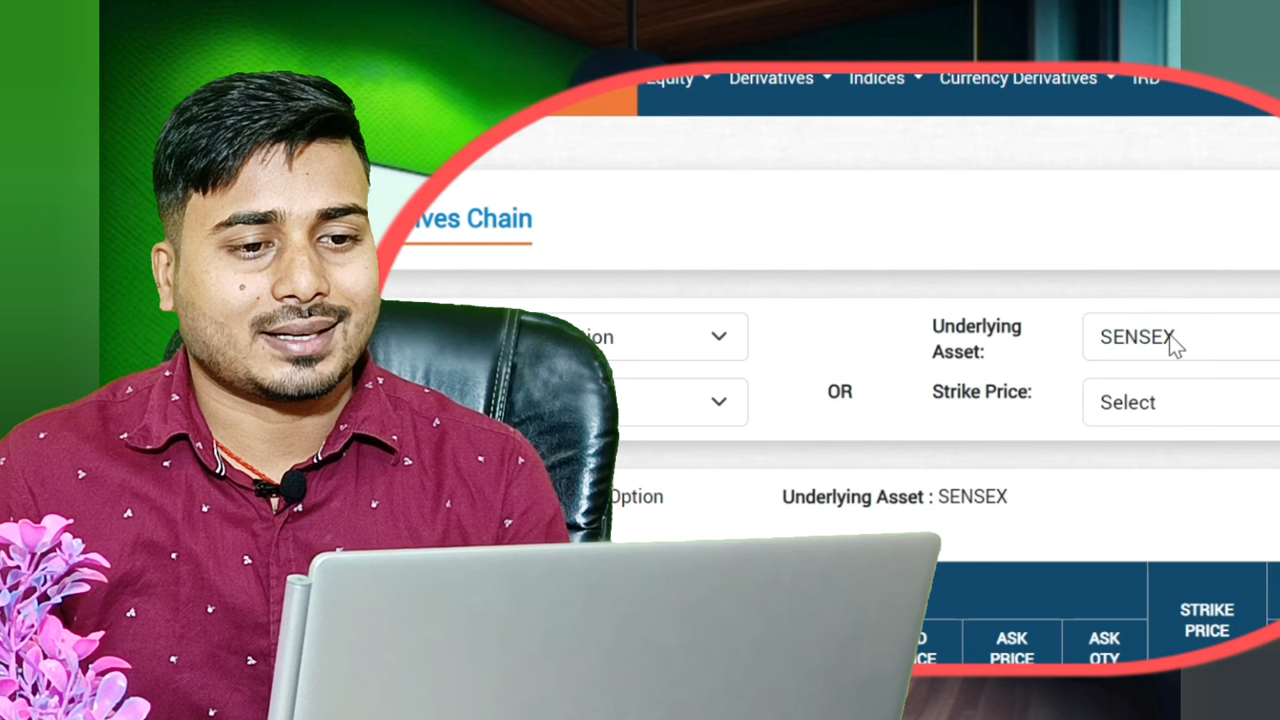 Equity Derivatives Indices Currency Derivatives IRD
ives Chain
ion
Underlying
Asset:
SENSEX
OR
Strike Price:
Select
Option
Underlying Asset : SENSEX
STRIKE
PRICE
ASK
PRICE
ASK
QTY